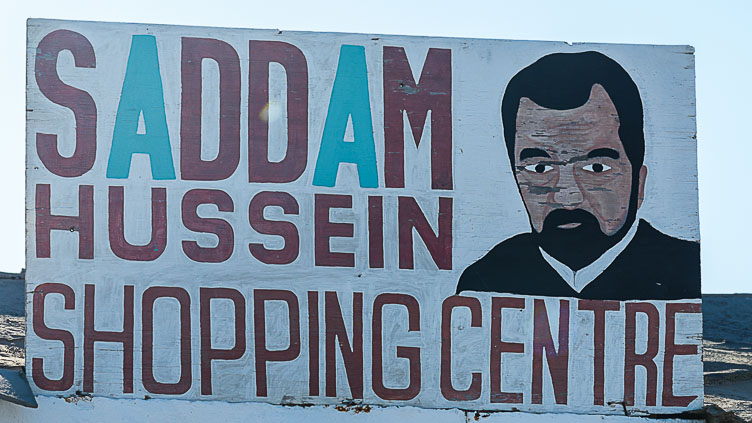 SADDAM
HUSSEIN
SHOPPING CENTRE